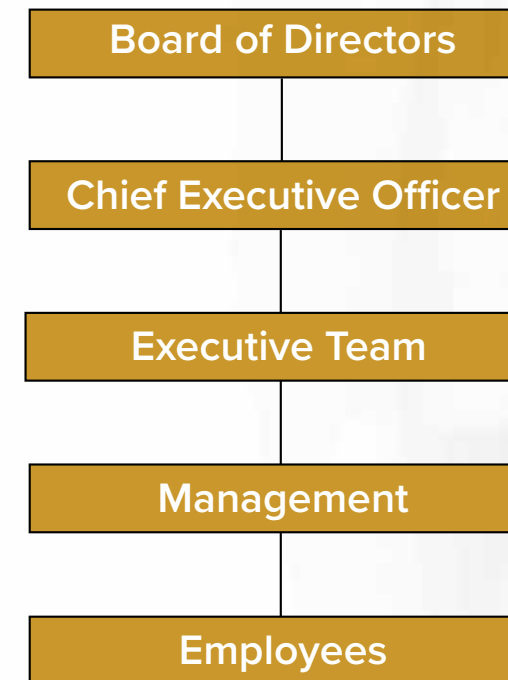 Board of Directors
Chief Executive Officer
Executive Team
Management
Employees